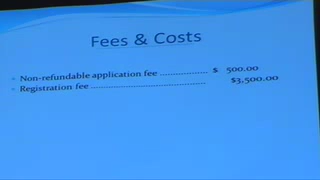 Fees & Costs
Non-refundable application fee ................... $ 500.00
Registration fee .............................................. $3,500.00